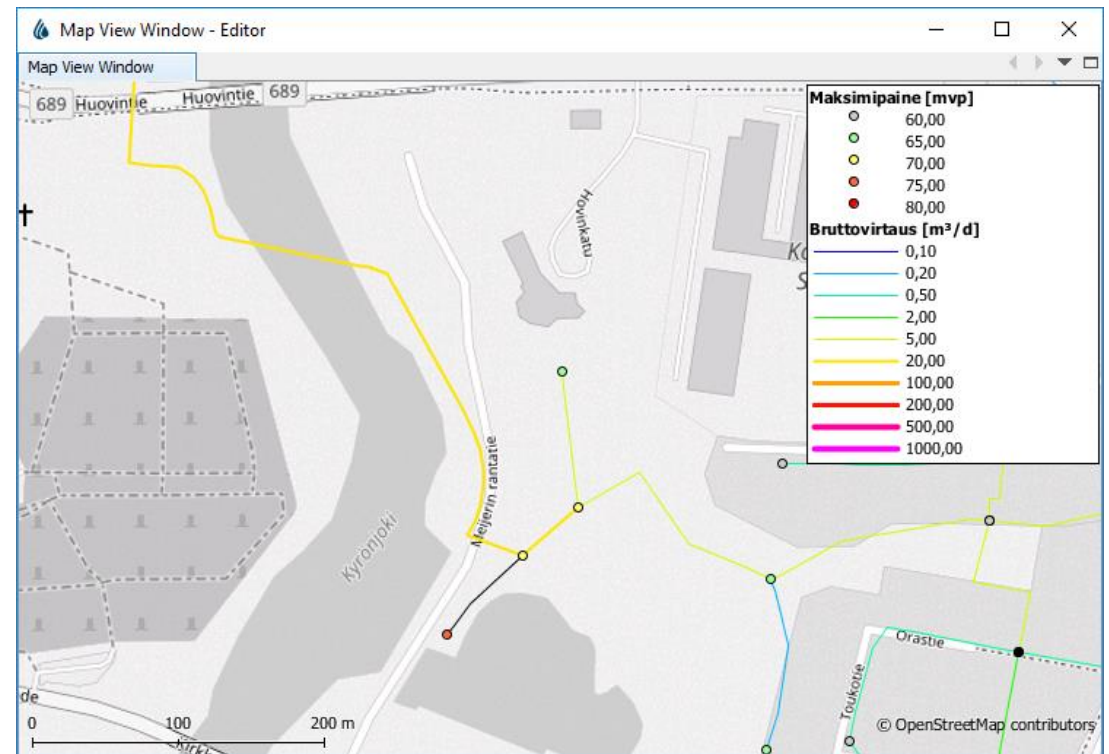 Map View Window - Editor
Map View Window
689 Huovintie Huovintie 689
Maksimipaine [mvp]
60,00
65,00
70,00
75,00
80,00
Bruttovirtaus [m³/d]
0,10
0,20
0,50
2,00
5,00
20,00
100,00
200,00
500,00
1000,00
Hovinkatu
Meijerin rantatie
Kyrönjoki
Orastie
Toukotie
de
0 100 200 m
© OpenStreetMap contributors